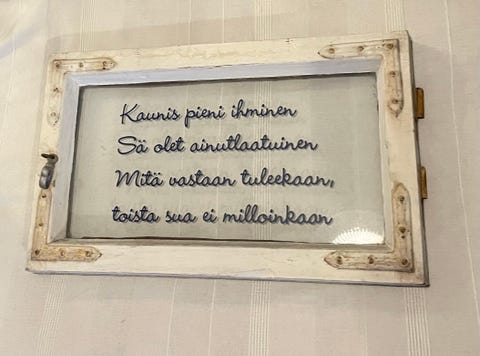 Kaunis pieni ihminen
Sä olet ainutlaatuinen
Mitä vastaan tuleekaan,
toista sua ei milloinkaan